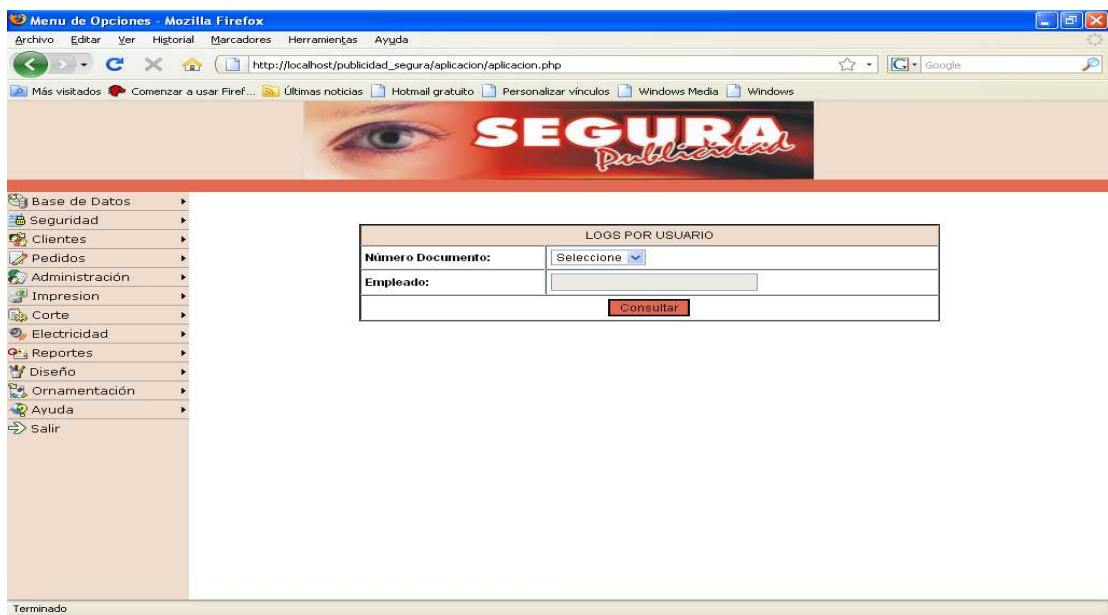 Menu de Opciones - Mozilla Firefox
Archivo Editar Ver Historial Marcadores Herramientas Ayuda
http://localhost/publicidad_segura/aplicacion/aplicacion.php
G Google
Más visitados Comenzar a usar Firef... Últimas noticias Hotmail gratuito Personalizar vínculos Windows Media Windows
SEGURA
Publicidad
Base de Datos
Seguridad
Clientes
Pedidos
Administración
Impresion
Corte
Electricidad
Reportes
Diseño
Ornamentación
Ayuda
Salir
LOGS POR USUARIO
Número Documento: Seleccione
Empleado:
Consultar
Terminado